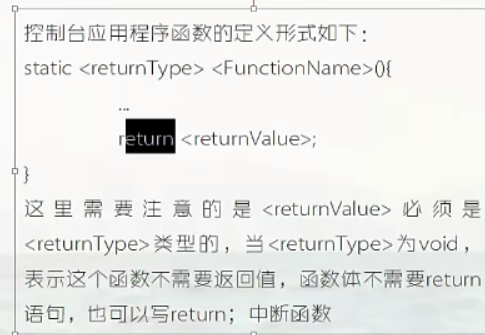 控制台应用程序函数的定义形式如下：
static <returnType> <FunctionName>(){
...
return <returnValue>;
}
这里需要注意的是<returnValue>必须是
<returnType>类型的，当<returnType>为void，
表示这个函数不需要返回值，函数体不需要return
语句，也可以写return；中断函数